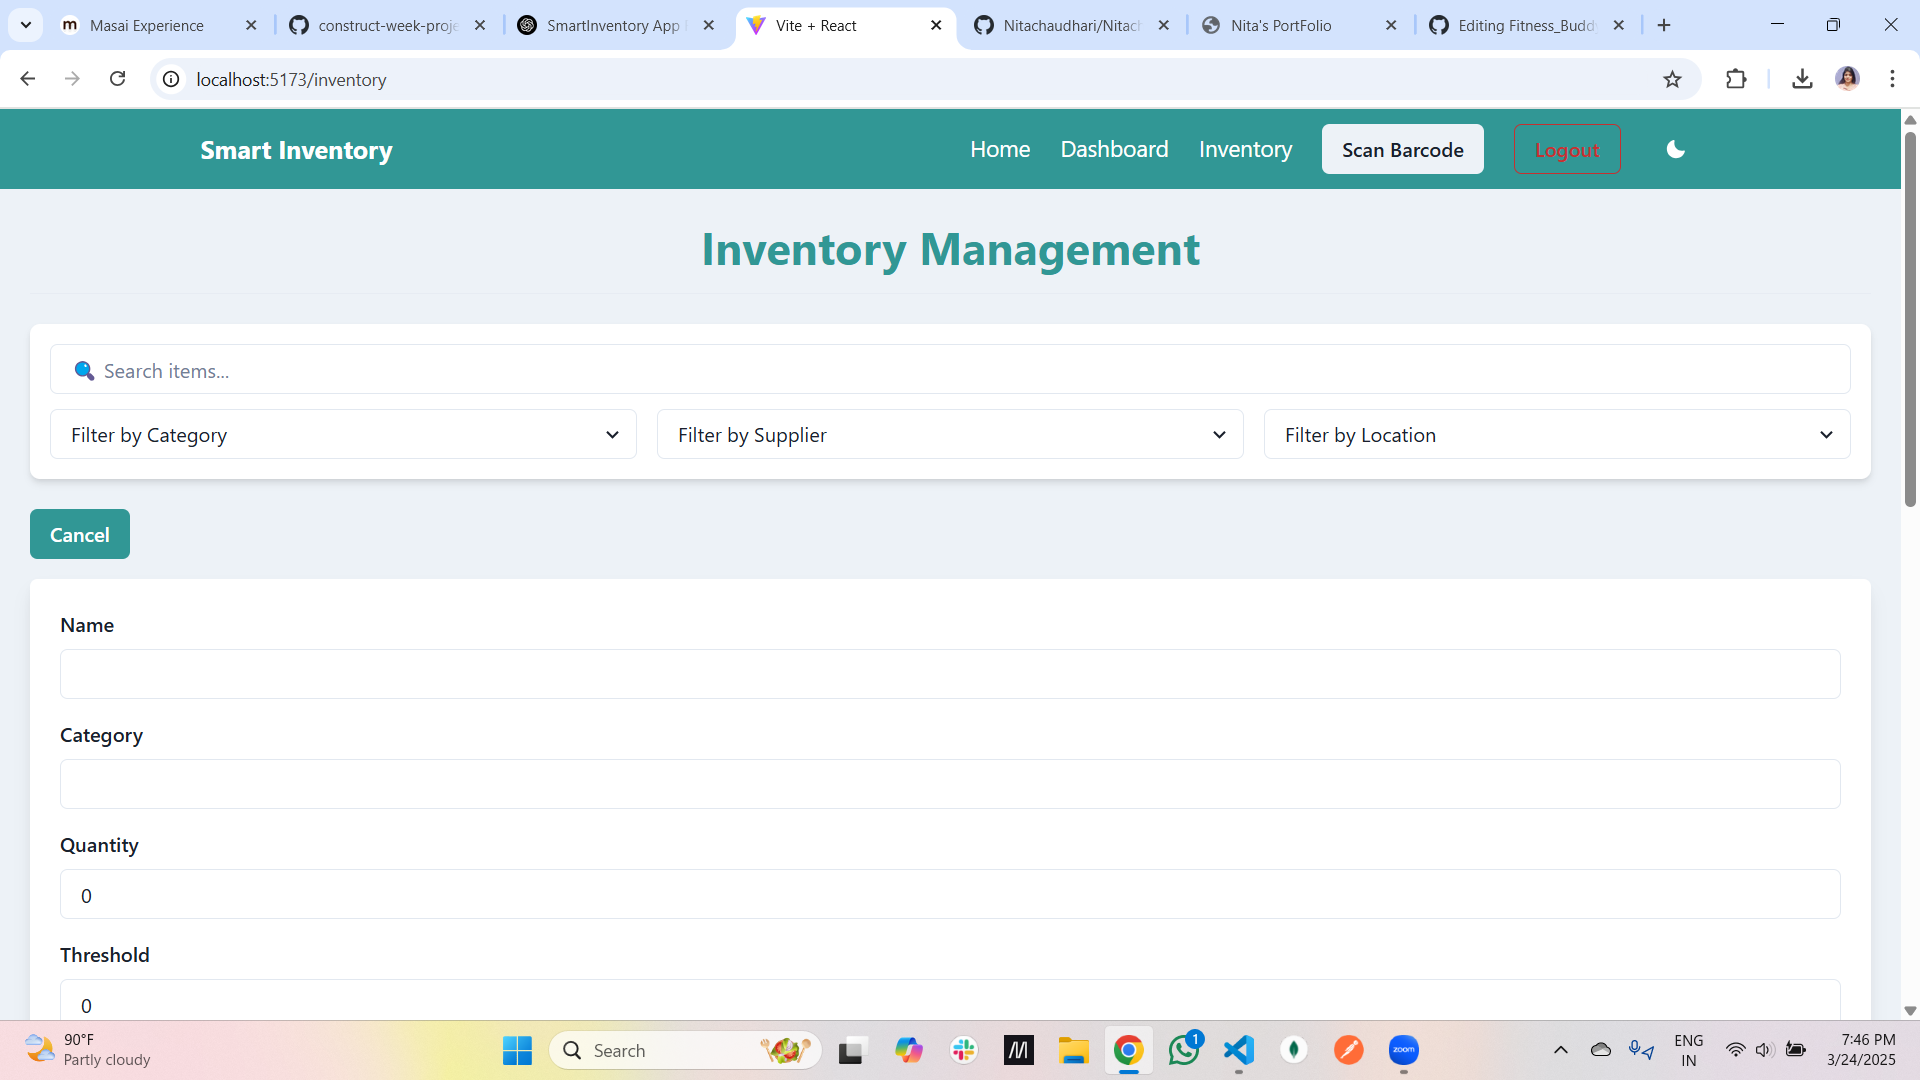 m Masai Experience
construct-week-proje
SmartInventory App
Vite + React
Nitachaudhari/Nitach
Nita's PortFolio
Editing Fitness_Budd
localhost:5173/inventory
Smart Inventory
Home
Dashboard
Inventory
Scan Barcode
Logout
Inventory Management
Search items...
Filter by Category
Filter by Supplier
Filter by Location
Cancel
Name
Category
Quantity
0
Threshold
0
90°F
Partly cloudy
Search
1
zoom
ENG
IN
7:46 PM
3/24/2025